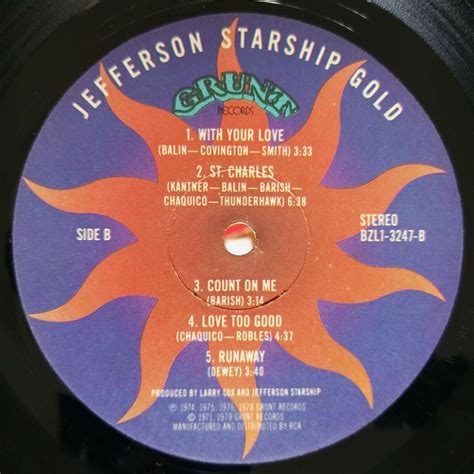 JEFFERSON STARSHIP GOLD
GRUNT
RECORDS
1. WITH YOUR LOVE
(BALIN—COVINGTON—SMITH) 3:33
2. ST. CHARLES
(KANTNER—BALIN—BARISH—
CHAQUICO—THUNDERHAWK) 6:38
SIDE B
STEREO
BZL1-3247-B
3. COUNT ON ME
(BARISH) 3:14
4. LOVE TOO GOOD
(CHAQUICO—ROBLES) 4:37
5. RUNAWAY
(DEWEY) 3:40
PRODUCED BY LARRY COX AND JEFFERSON STARSHIP
℗ 1974, 1975, 1976, 1978 GRUNT RECORDS
© 1971, 1979 GRUNT RECORDS
MANUFACTURED AND DISTRIBUTED BY RCA